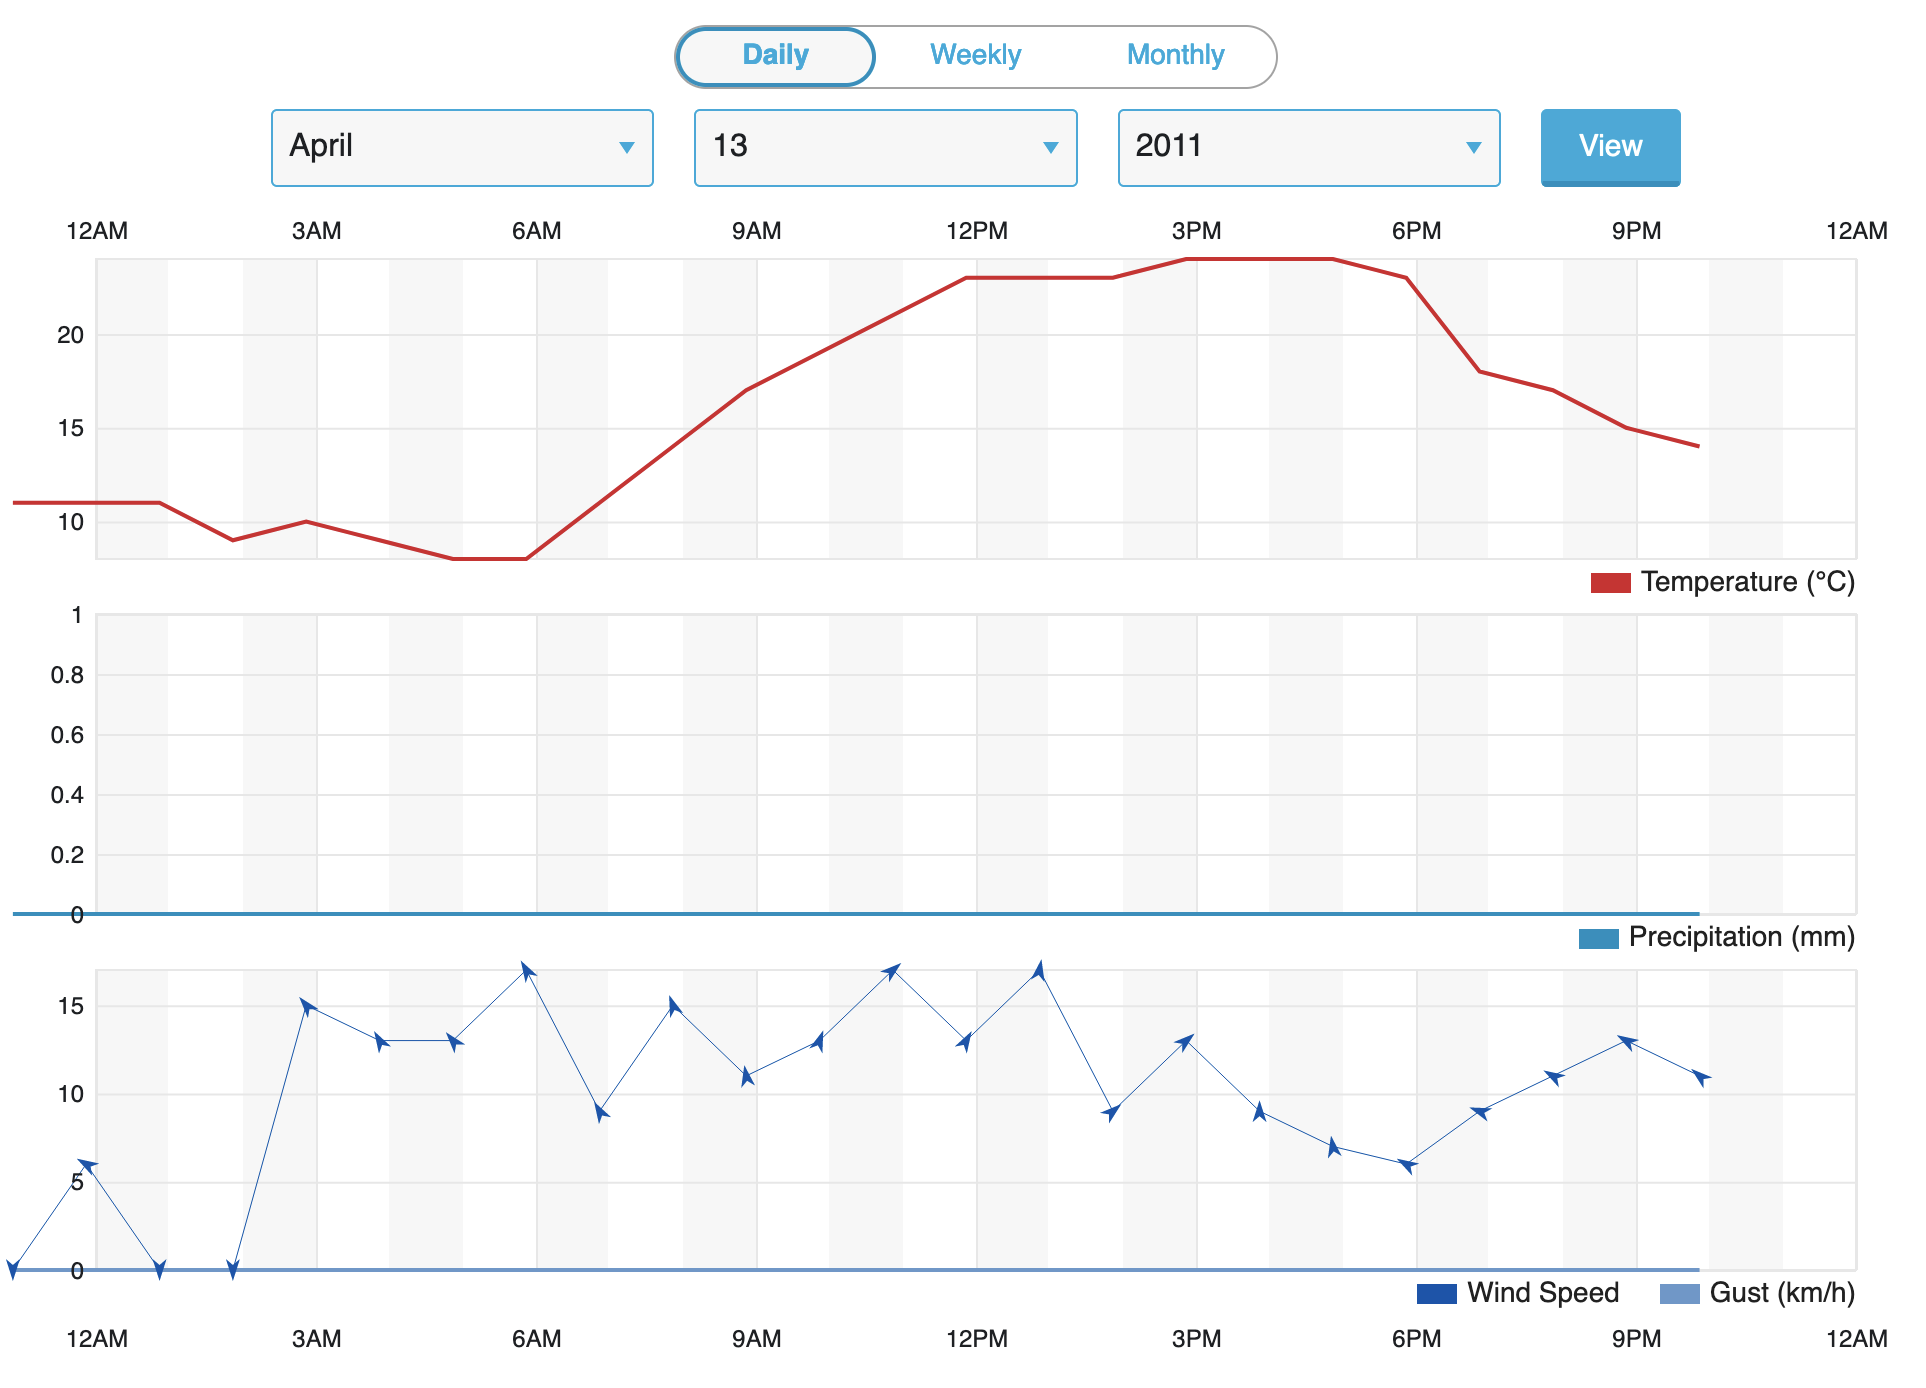 Daily Weekly Monthly
April 13 2011 View
12AM 3AM 6AM 9AM 12PM 3PM 6PM 9PM 12AM
20
15
10
Temperature (°C)
1
0.8
0.6
0.4
0.2
0
Precipitation (mm)
15
10
5
0
Wind Speed Gust (km/h)
12AM 3AM 6AM 9AM 12PM 3PM 6PM 9PM 12AM